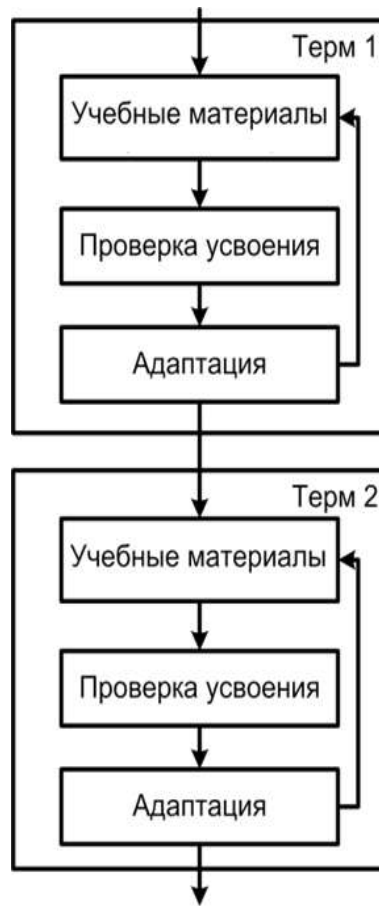 Терм 1
Учебные материалы
Проверка усвоения
Адаптация
Терм 2
Учебные материалы
Проверка усвоения
Адаптация